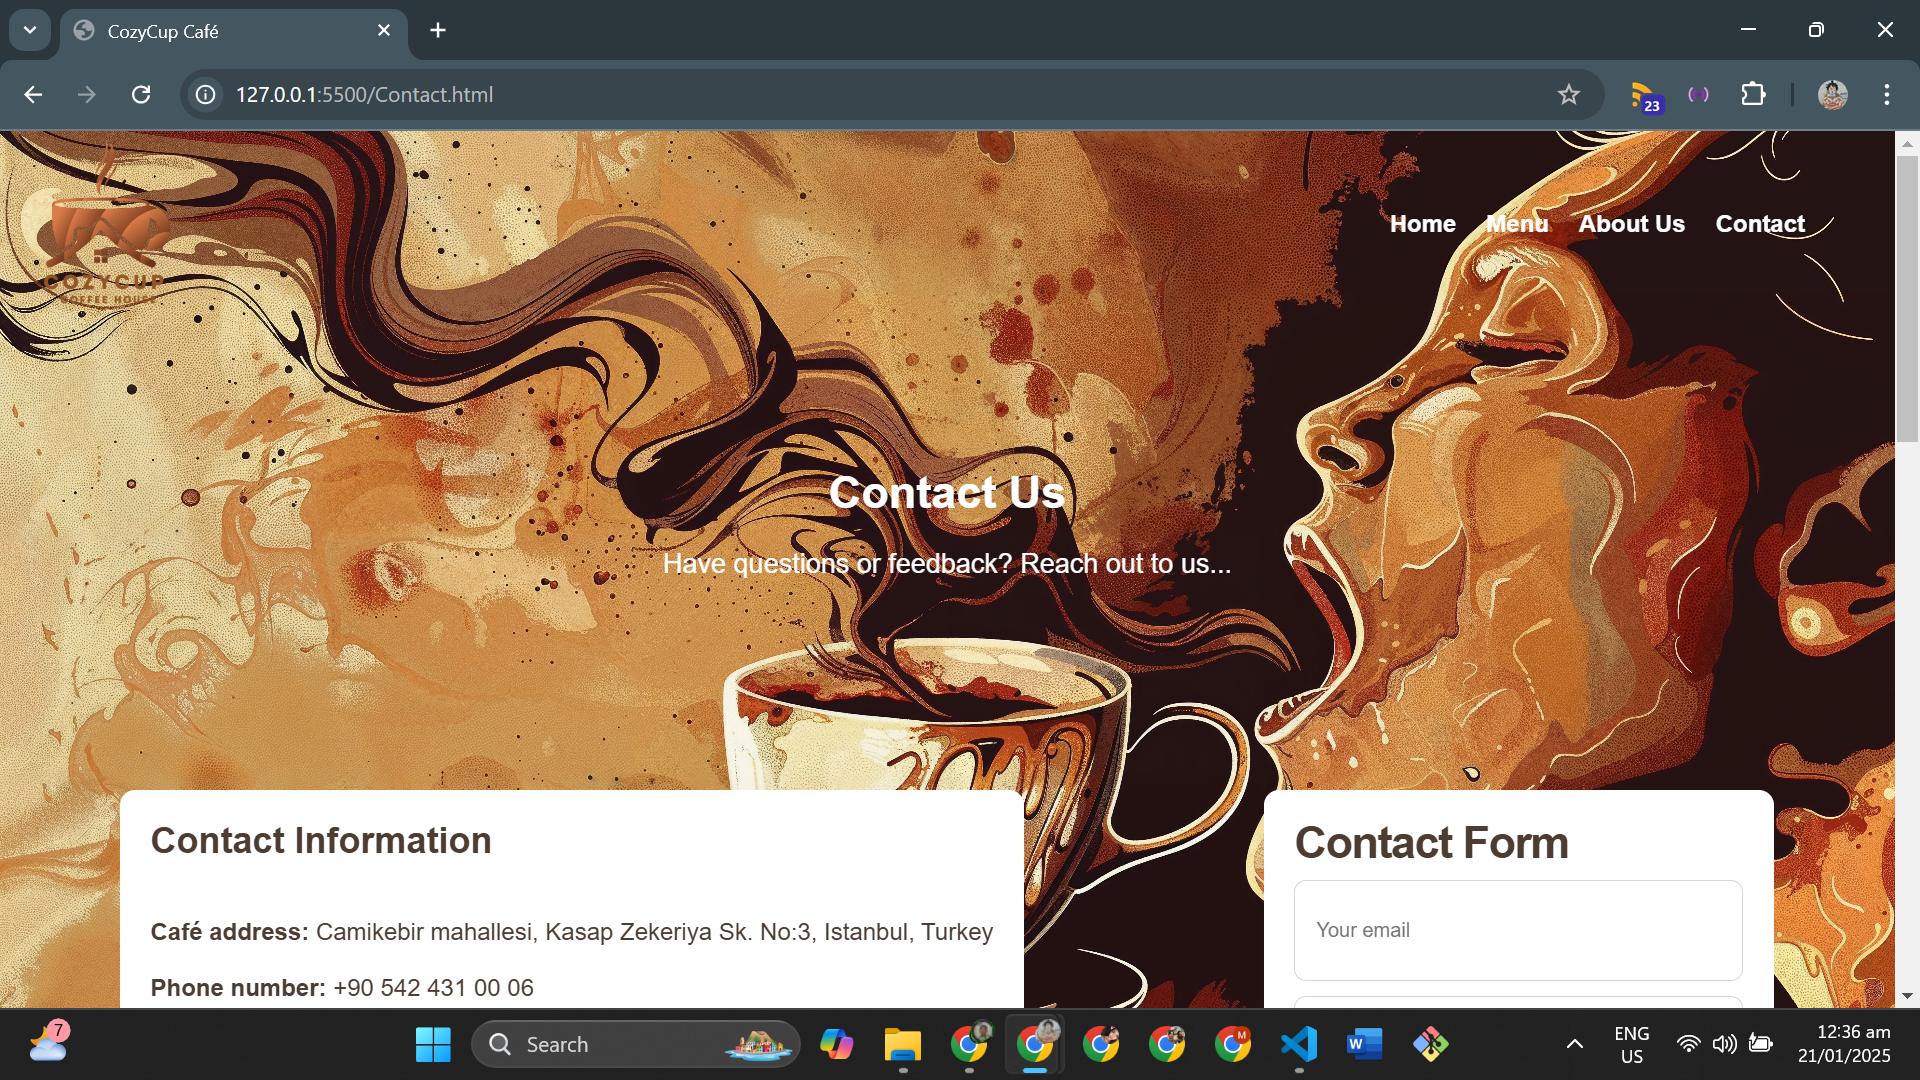 CozyCup Café
127.0.0.1:5500/Contact.html
23
COZYCUP
COFFEE HOUSE
Home Menu About Us Contact
Contact Us
Have questions or feedback? Reach out to us...
Contact Information
Café address: Camikebir mahallesi, Kasap Zekeriya Sk. No:3, Istanbul, Turkey
Phone number: +90 542 431 00 06
Contact Form
Your email
7
Search
M
W
ENG
US
12:36 am
21/01/2025